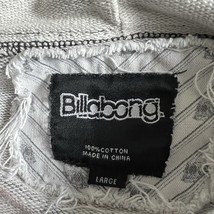 Billabong
100% COTTON
MADE IN CHINA
LARGE